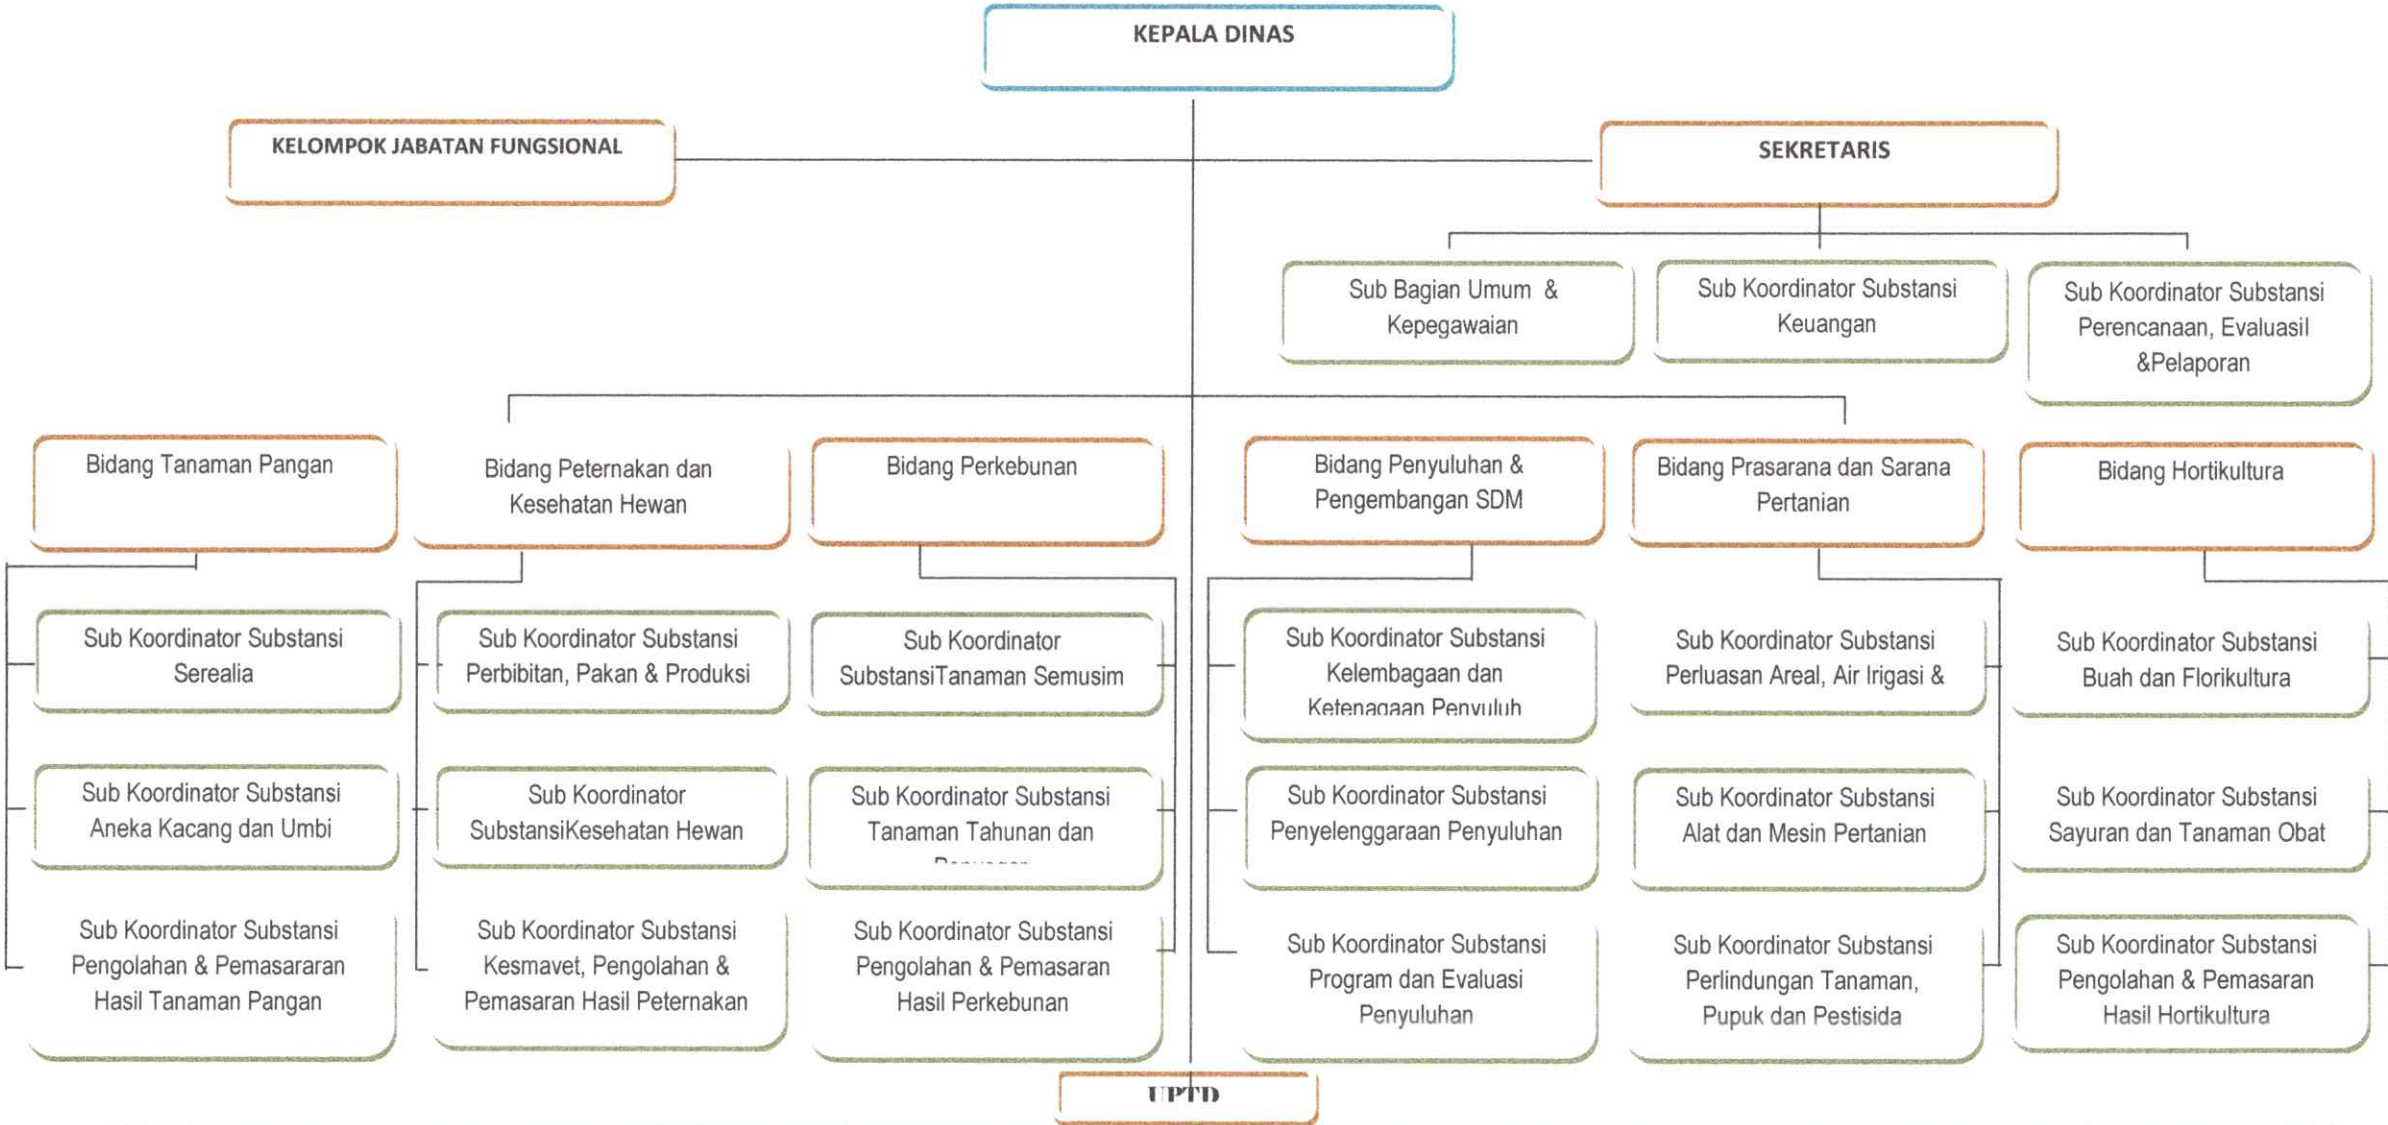 KEPALA DINAS
KELOMPOK JABATAN FUNGSIONAL
SEKRETARIS
Sub Bagian Umum &
Kepegawaian
Sub Koordinator Substansi
Keuangan
Sub Koordinator Substansi
Perencanaan, Evaluasil
&Pelaporan
Bidang Tanaman Pangan
Bidang Peternakan dan
Kesehatan Hewan
Bidang Perkebunan
Bidang Penyuluhan &
Pengembangan SDM
Bidang Prasarana dan Sarana
Pertanian
Bidang Hortikultura
Sub Koordinator Substansi
Serealia
Sub Koordinator Substansi
Perbibitan, Pakan & Produksi
Sub Koordinator
SubstansiTanaman Semusim
Sub Koordinator Substansi
Kelembagaan dan
Ketenagaan Penyuluh
Sub Koordinator Substansi
Perluasan Areal, Air Irigasi &
Sub Koordinator Substansi
Buah dan Florikultura
Sub Koordinator Substansi
Aneka Kacang dan Umbi
Sub Koordinator
SubstansiKesehatan Hewan
Sub Koordinator Substansi
Tanaman Tahunan dan
Sub Koordinator Substansi
Penyelenggaraan Penyuluhan
Sub Koordinator Substansi
Alat dan Mesin Pertanian
Sub Koordinator Substansi
Sayuran dan Tanaman Obat
Sub Koordinator Substansi
Pengolahan & Pemasararan
Hasil Tanaman Pangan
Sub Koordinator Substansi
Kesmavet, Pengolahan &
Pemasaran Hasil Peternakan
Sub Koordinator Substansi
Pengolahan & Pemasaran
Hasil Perkebunan
Sub Koordinator Substansi
Program dan Evaluasi
Penyuluhan
Sub Koordinator Substansi
Perlindungan Tanaman,
Pupuk dan Pestisida
Sub Koordinator Substansi
Pengolahan & Pemasaran
Hasil Hortikultura
UPTD